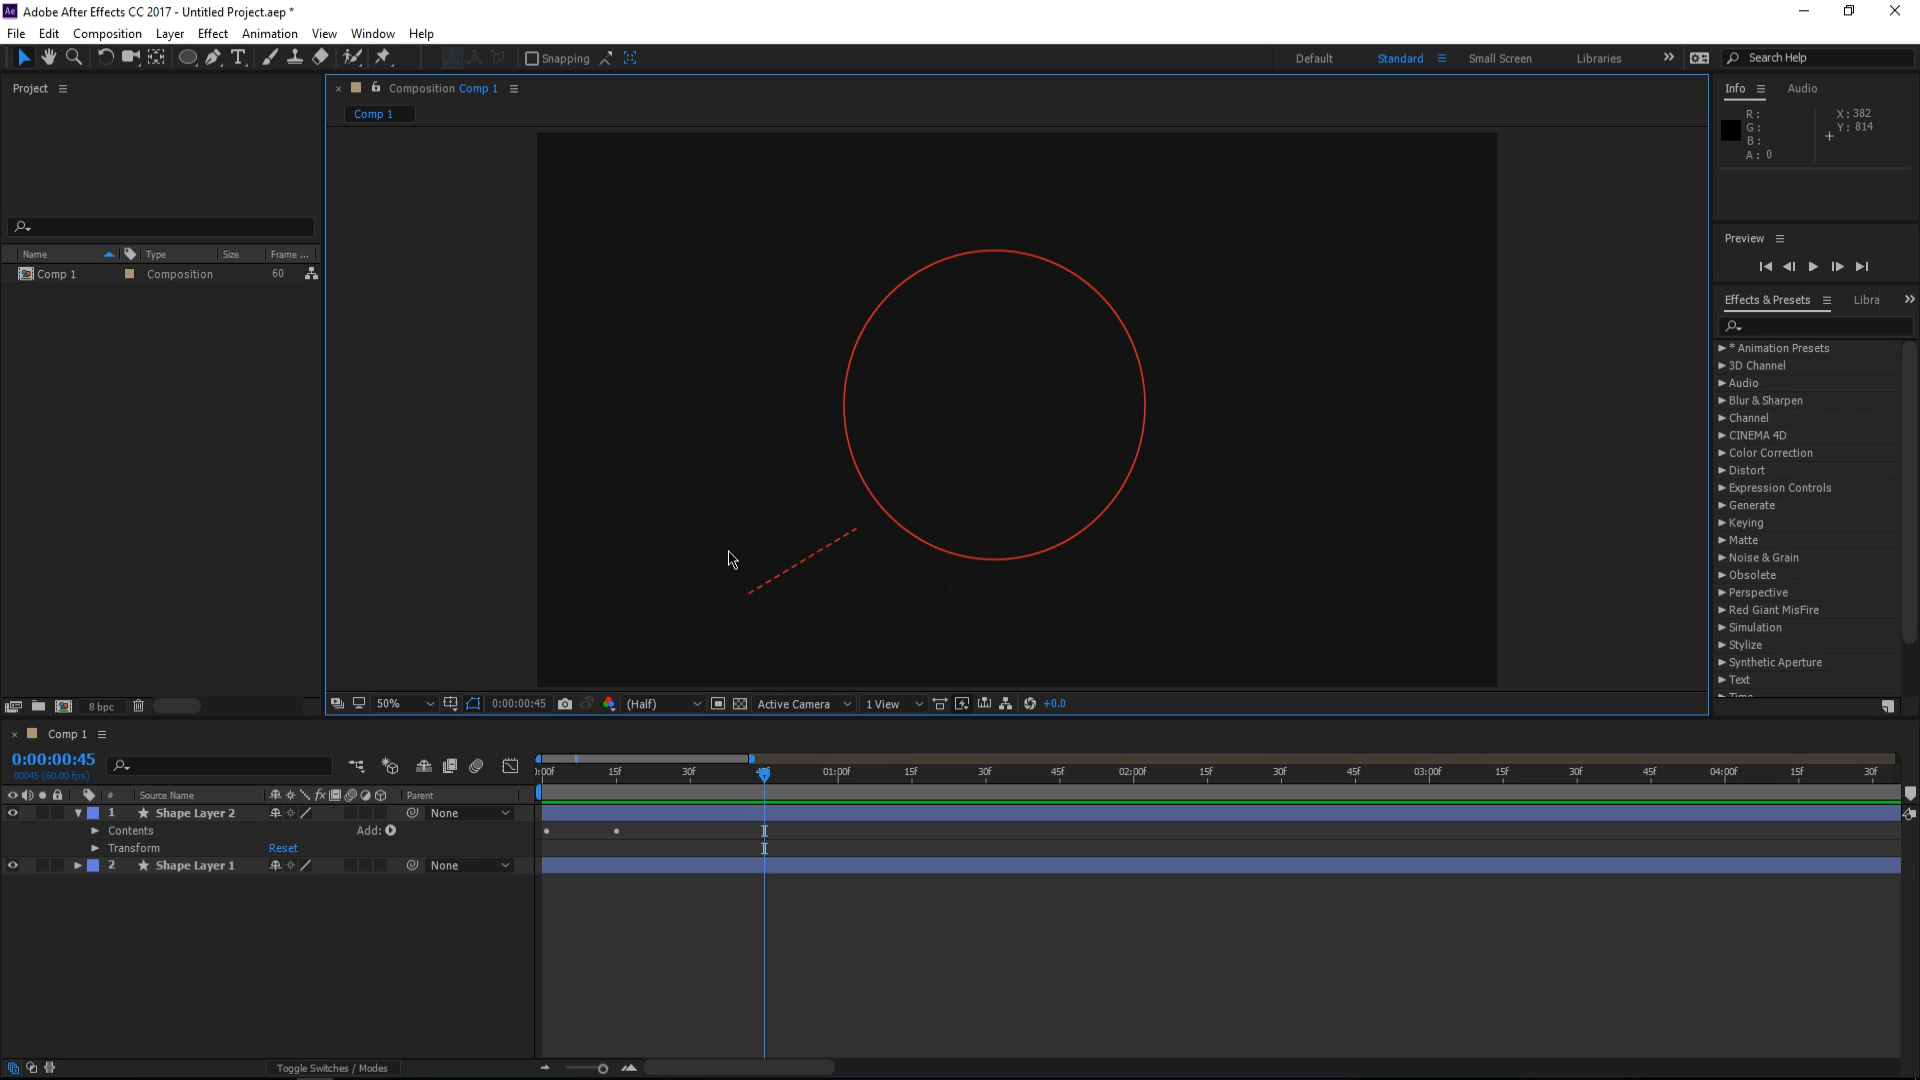 Ae Adobe After Effects CC 2017 - Untitled Project.aep *
File Edit Composition Layer Effect Animation View Window Help
Snapping Default Standard Small Screen Libraries Search Help
Project
Composition Comp 1
Comp 1
Info Audio
R:
G:
B:
A: 0
X: 382
Y: 814
Preview
Name Type Size Frame ...
Comp 1 Composition 60
Effects & Presets Libra
* Animation Presets
3D Channel
Audio
Blur & Sharpen
Channel
CINEMA 4D
Color Correction
Distort
Expression Controls
Generate
Keying
Matte
Noise & Grain
Obsolete
Perspective
Red Giant MisFire
Simulation
Stylize
Synthetic Aperture
Text
8 bpc
50% 0:00:00:45 (Half) Active Camera 1 View +0.0
Comp 1
0:00:00:45
00045 (60.00 fps)
:00f 15f 30f 01:00f 15f 30f 45f 02:00f 15f 30f 45f 03:00f 15f 30f 45f 04:00f 15f 30f
# Source Name fx Parent
1 Shape Layer 2 None
Contents Add:
Transform Reset
2 Shape Layer 1 None
Toggle Switches / Modes